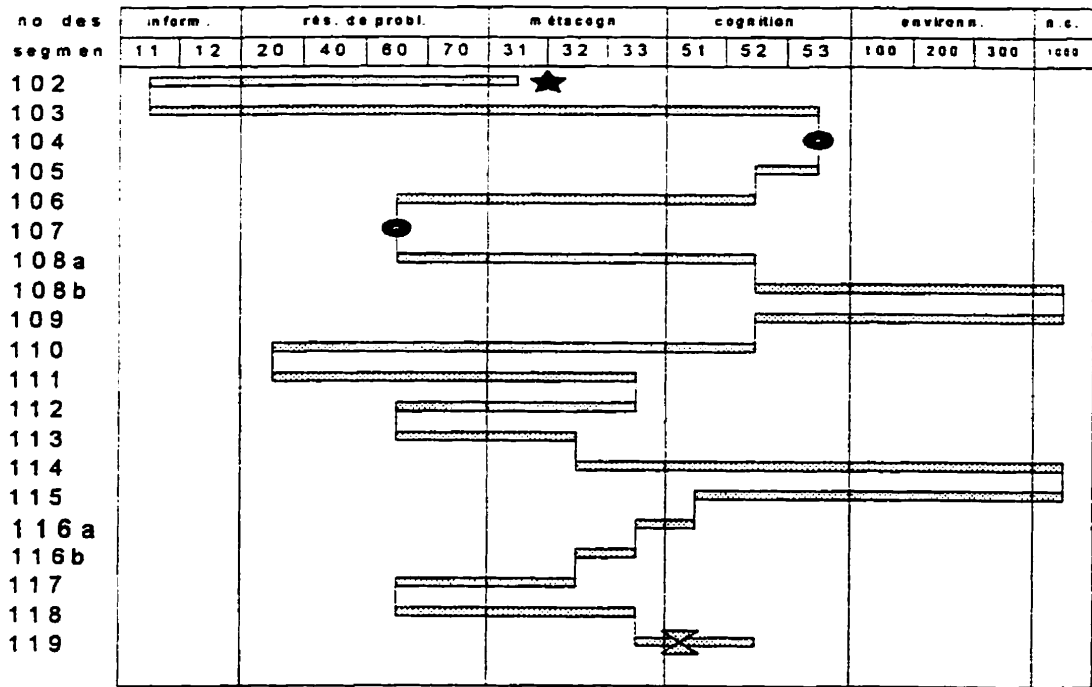 no des inform. rés. de probl. métacogn cognition environn. n.c.
segmen 11 12 20 40 60 70 31 32 33 51 52 53 100 200 300 1000
102
103
104
105
106
107
108a
108b
109
110
111
112
113
114
115
116a
116b
117
118
119